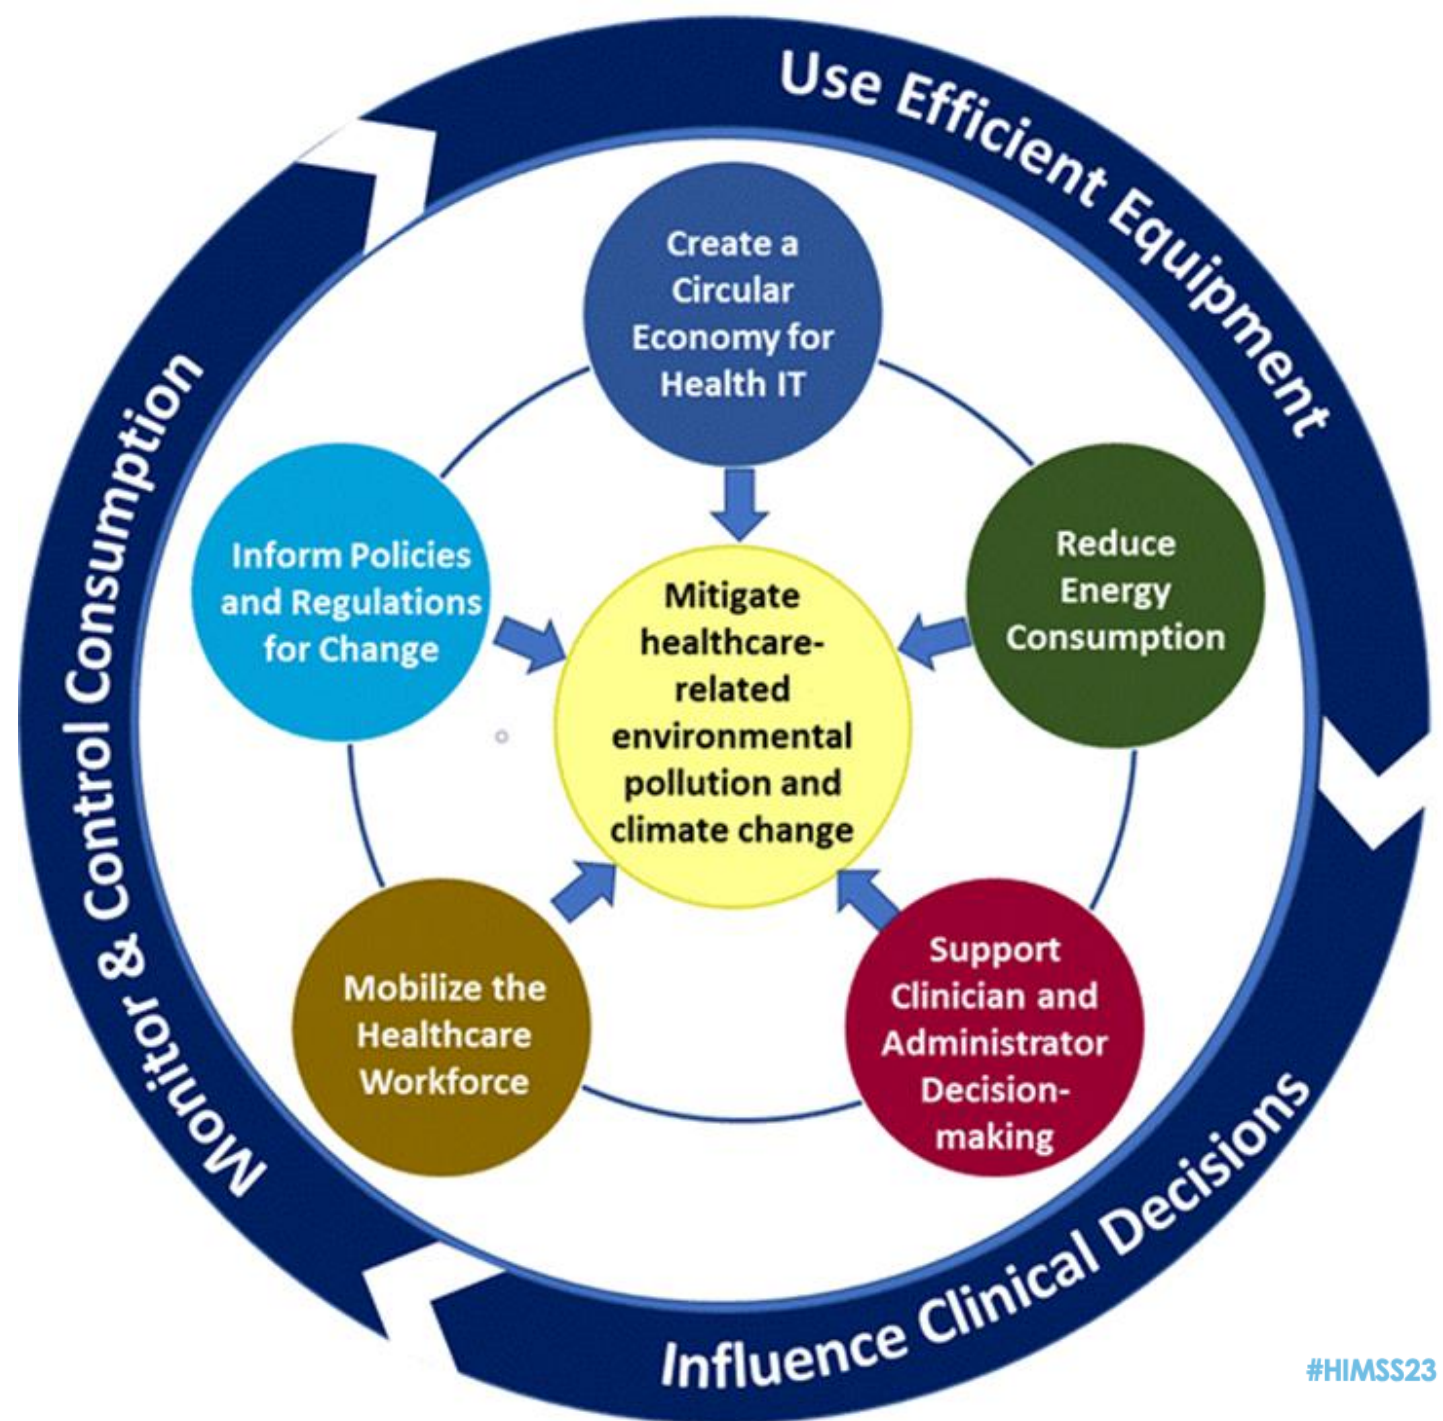 Use Efficient Equipment
Create a
Circular
Economy for
Health IT
Inform Policies
and Regulations
for Change
Reduce
Energy
Consumption
Mitigate
healthcare-
related
environmental
pollution and
climate change
Mobilize the
Healthcare
Workforce
Support
Clinician and
Administrator
Decision-
making
Monitor & Control Consumption
Influence Clinical Decisions
#HIMSS23